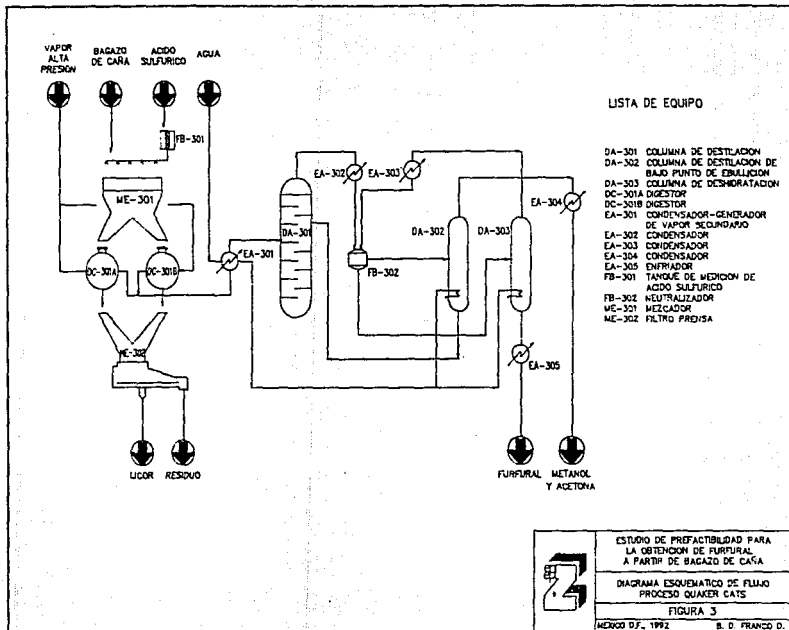 VAPOR
ALTA
PRESION
BAGAZO
DE CAÑA
ACIDO
SULFURICO
AGUA
FB-301
ME-301
DC-301A
DC-301B
ME-302
LICOR
RESIDUO
EA-301
DA-301
EA-302
EA-303
FB-302
DA-302
DA-303
EA-304
EA-305
FURFURAL
METANOL
Y ACETONA
LISTA DE EQUIPO
DA-301 COLUMNA DE DESTILACION
DA-302 COLUMNA DE DESTILACION DE
BAJO PUNTO DE EBULLICION
DA-303 COLUMNA DE DESHIDRATACION
DC-301A DIGESTOR
DC-301B DIGESTOR
EA-301 CONDENSADOR-GENERADOR
DE VAPOR SECUNDARIO
EA-302 CONDENSADOR
EA-303 CONDENSADOR
EA-304 CONDENSADOR
EA-305 ENFRIADOR
FB-301 TANQUE DE MEDICION DE
ACIDO SULFURICO
FB-302 NEUTRALIZADOR
ME-301 MEZCADOR
ME-302 FILTRO PRENSA
ESTUDIO DE PREFACTIBILIDAD PARA
LA OBTENCION DE FURFURAL
A PARTIR DE BAGAZO DE CAÑA
DIAGRAMA ESQUEMATICO DE FLUJO
PROCESO QUAKER OATS
FIGURA 3
MEXICO D.F., 1992 B. D. FRANCO D.